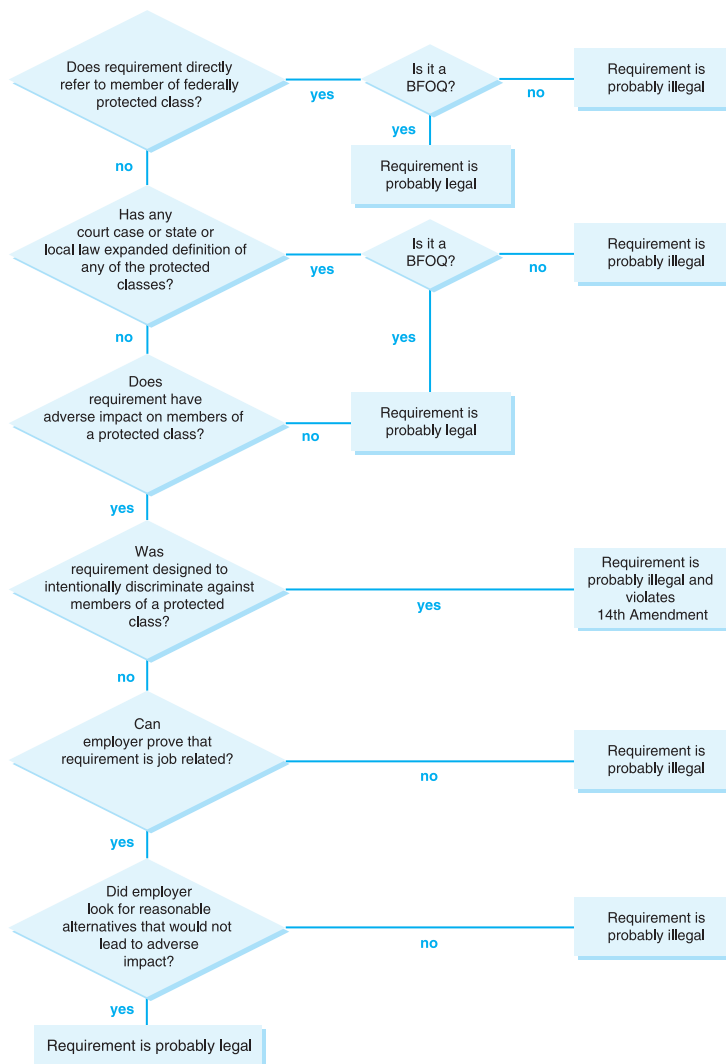 Does requirement directly
refer to member of federally
protected class?
yes
Is it a
BFOQ?
no
Requirement is
probably illegal
yes
Requirement is
probably legal
no
Has any
court case or state or
local law expanded definition of
any of the protected
classes?
yes
Is it a
BFOQ?
no
Requirement is
probably illegal
yes
no
Does
requirement have
adverse impact on members of
a protected class?
no
Requirement is
probably legal
yes
Was
requirement designed to
intentionally discriminate against
members of a protected
class?
yes
Requirement is
probably illegal and
violates
14th Amendment
no
Can
employer prove that
requirement is job related?
no
Requirement is
probably illegal
yes
Did employer
look for reasonable
alternatives that would not
lead to adverse
impact?
no
Requirement is
probably illegal
yes
Requirement is probably legal